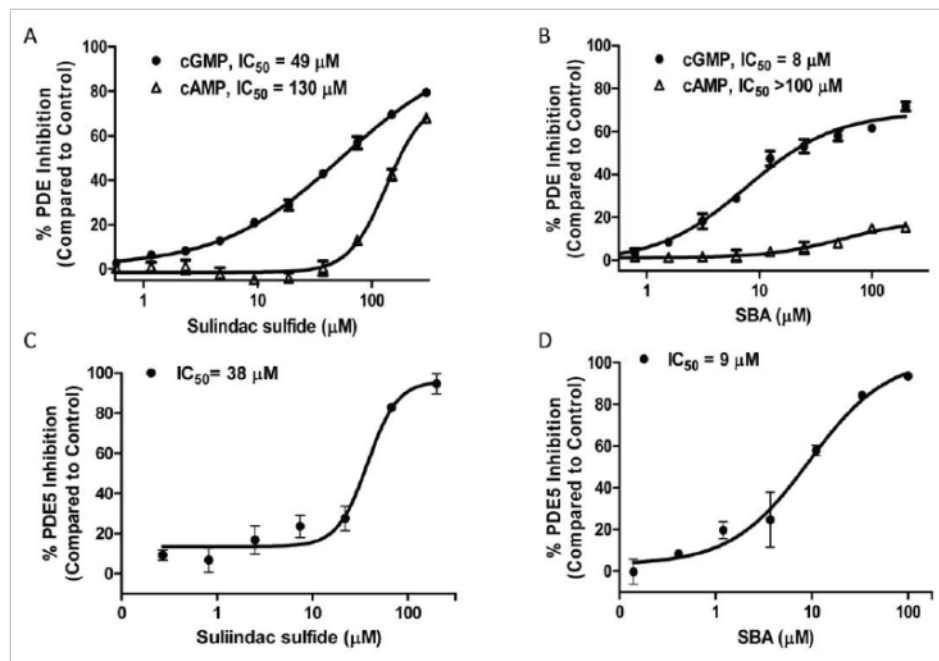 A
cGMP, IC50 = 49 µM
cAMP, IC50 = 130 µM
% PDE Inhibition
(Compared to Control)
100
80
60
40
20
0
1
10
100
Sulindac sulfide (µM)
B
cGMP, IC50 = 8 µM
cAMP, IC50 >100 µM
% PDE Inhibition
(Compared to Control)
100
80
60
40
20
0
1
10
100
SBA (µM)
C
IC50= 38 µM
% PDE5 Inhibition
(Compared to Control)
100
80
60
40
20
0
0
1
10
100
Suliindac sulfide (µM)
D
IC50 = 9 µM
% PDE5 Inhibition
(Compared to Control)
100
80
60
40
20
0
0
1
10
100
SBA (µM)